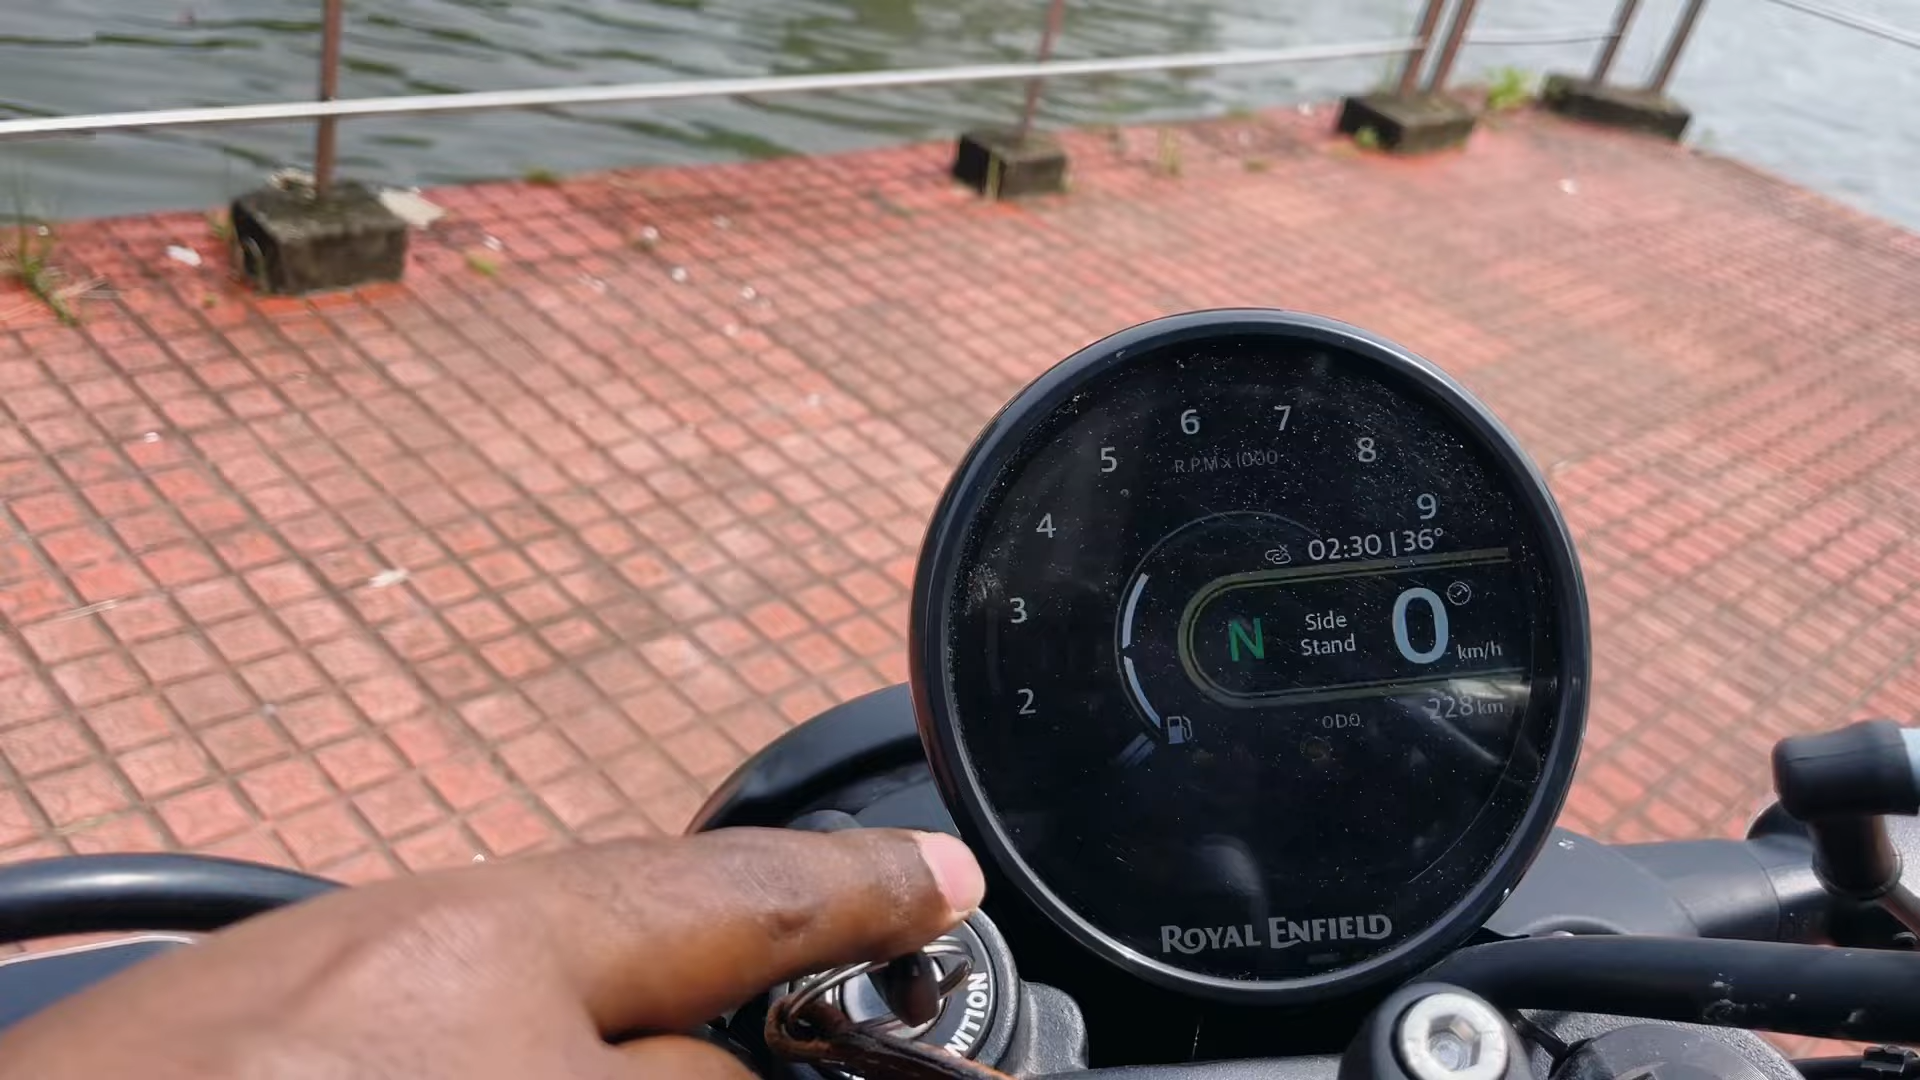 6 7
5 R.P.M x 1000 8
4 9
02:30 | 36°
3 N Side Stand 0 km/h
2 ODO 228 km
ROYAL ENFIELD
NITION